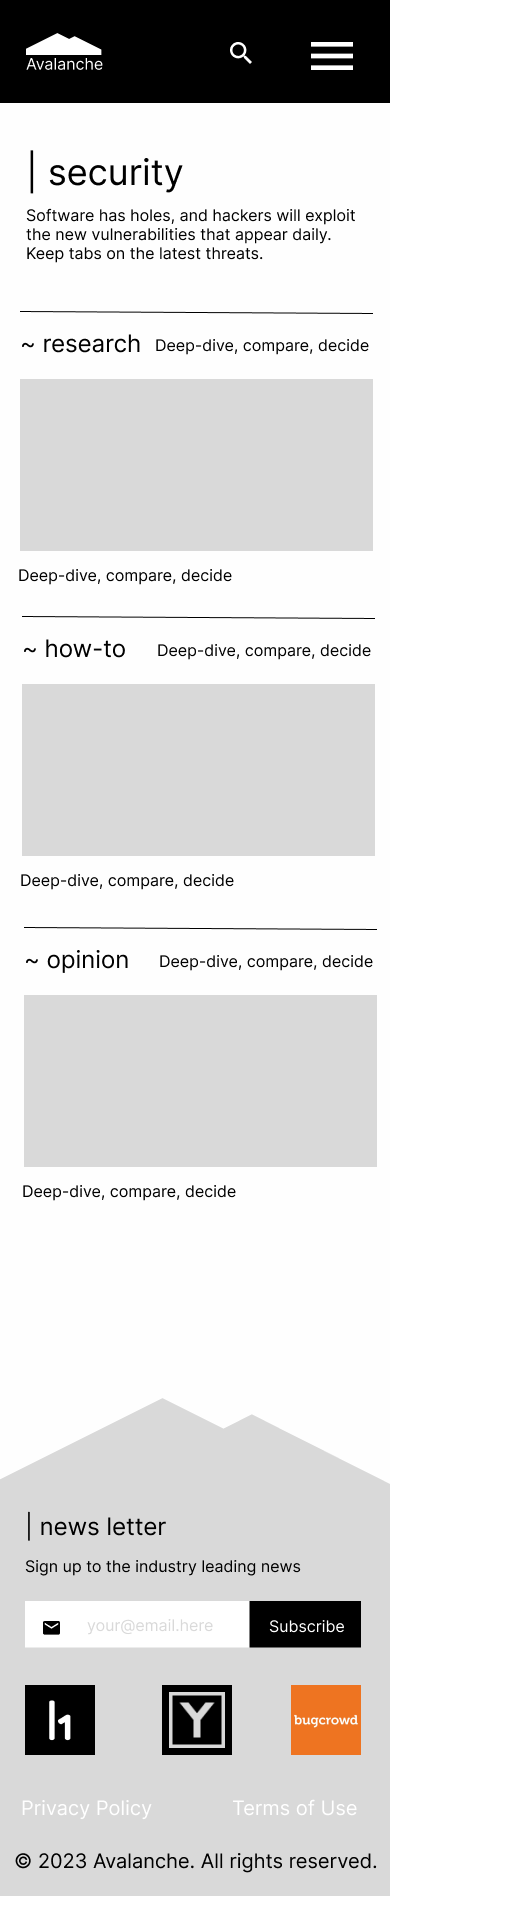 Avalanche
| security
Software has holes, and hackers will exploit
the new vulnerabilities that appear daily.
Keep tabs on the latest threats.
~ research Deep-dive, compare, decide
Deep-dive, compare, decide
~ how-to Deep-dive, compare, decide
Deep-dive, compare, decide
~ opinion Deep-dive, compare, decide
Deep-dive, compare, decide
| news letter
Sign up to the industry leading news
your@email.here Subscribe
h1 Y bugcrowd
Privacy Policy Terms of Use
© 2023 Avalanche. All rights reserved.